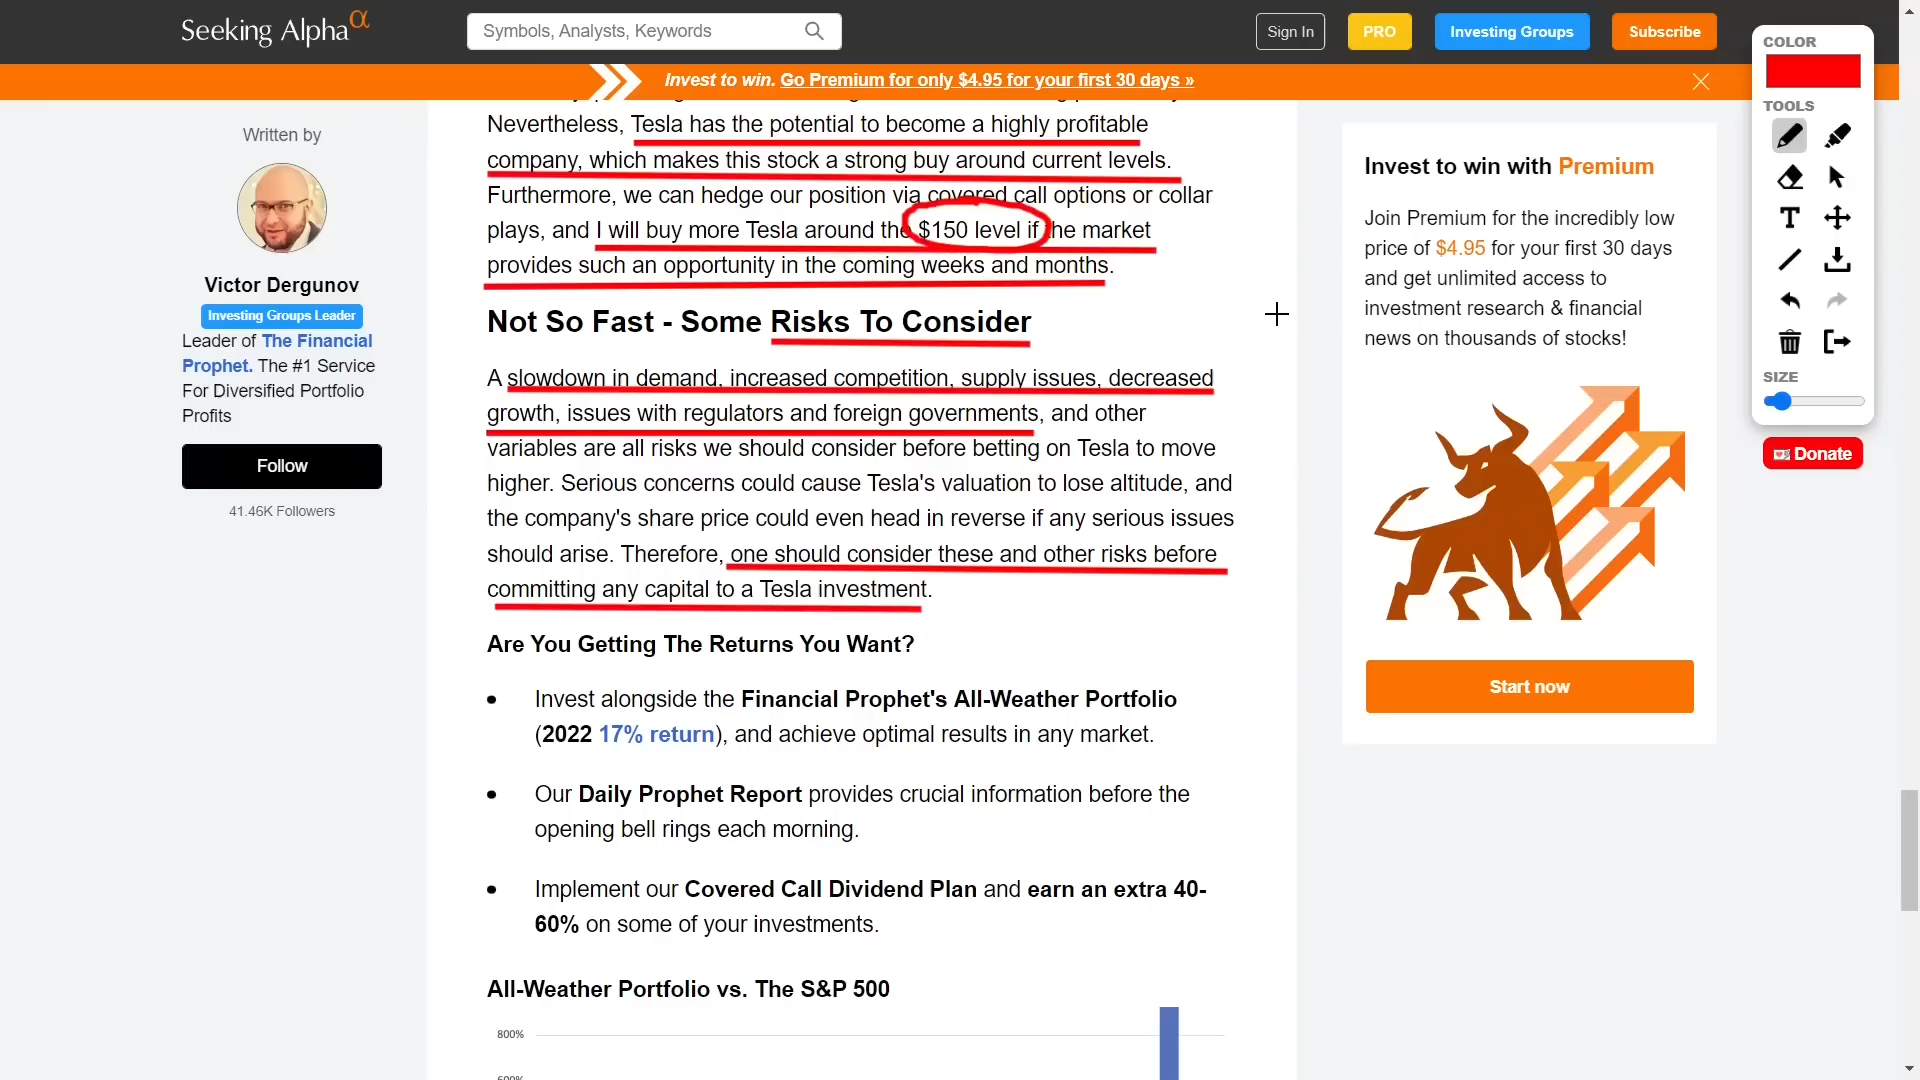 Seeking Alpha α
Symbols, Analysts, Keywords
Sign In
PRO
Investing Groups
Subscribe
Invest to win. Go Premium for only $4.95 for your first 30 days »
Written by
Victor Dergunov
Investing Groups Leader
Leader of The Financial
Prophet. The #1 Service
For Diversified Portfolio
Profits
Follow
41.46K Followers
Nevertheless, Tesla has the potential to become a highly profitable
company, which makes this stock a strong buy around current levels.
Furthermore, we can hedge our position via covered call options or collar
plays, and I will buy more Tesla around the $150 level if the market
provides such an opportunity in the coming weeks and months.
Not So Fast - Some Risks To Consider
A slowdown in demand, increased competition, supply issues, decreased
growth, issues with regulators and foreign governments, and other
variables are all risks we should consider before betting on Tesla to move
higher. Serious concerns could cause Tesla's valuation to lose altitude, and
the company's share price could even head in reverse if any serious issues
should arise. Therefore, one should consider these and other risks before
committing any capital to a Tesla investment.
Are You Getting The Returns You Want?
• Invest alongside the Financial Prophet's All-Weather Portfolio
(2022 17% return), and achieve optimal results in any market.
• Our Daily Prophet Report provides crucial information before the
opening bell rings each morning.
• Implement our Covered Call Dividend Plan and earn an extra 40-
60% on some of your investments.
All-Weather Portfolio vs. The S&P 500
800%
Invest to win with Premium
Join Premium for the incredibly low
price of $4.95 for your first 30 days
and get unlimited access to
investment research & financial
news on thousands of stocks!
Start now
COLOR
TOOLS
T
SIZE
Donate